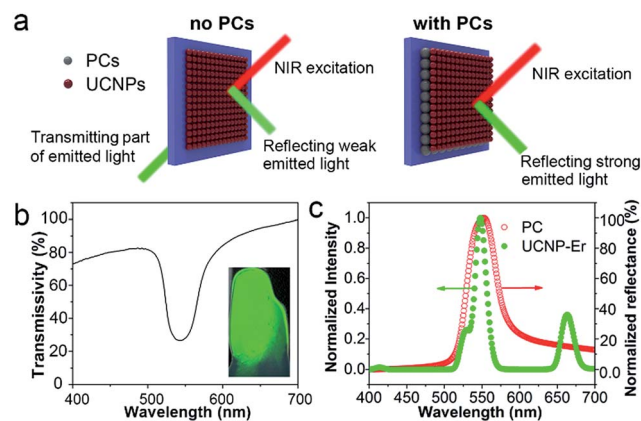 a
no PCs
with PCs
PCs
UCNPs
NIR excitation
NIR excitation
Transmitting part
of emitted light
Reflecting weak
emitted light
Reflecting strong
emitted light
b
Transmissivity (%)
100
80
60
40
20
0
400
500
600
700
Wavelength (nm)
c
Normalized Intensity
1.0
0.8
0.6
0.4
0.2
0.0
PC
UCNP-Er
100
80
60
40
20
0
Normalized reflectance (%)
400
450
500
550
600
650
700
Wavelength (nm)